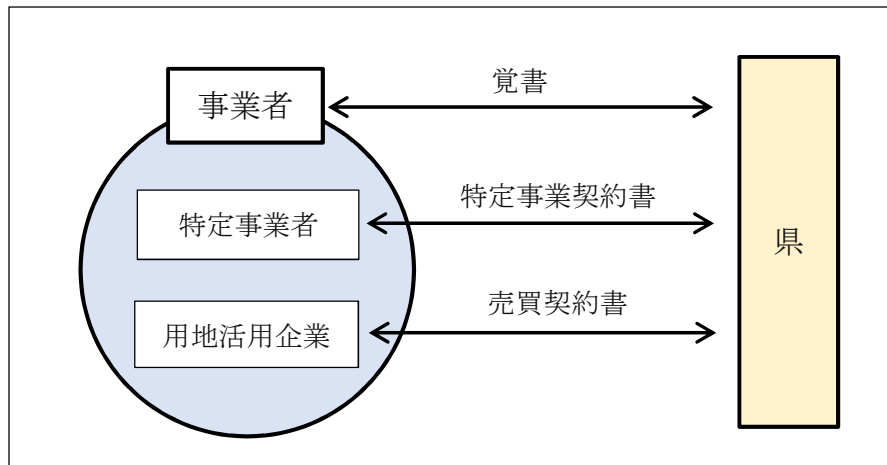 事業者
覚書
特定事業者
特定事業契約書
県
用地活用企業
売買契約書